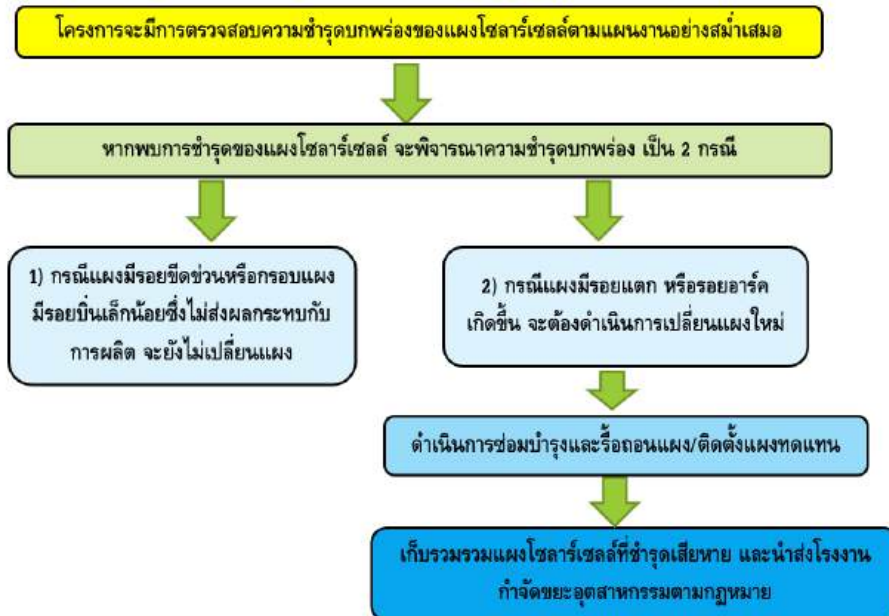 โครงการจะมีการตรวจสอบความชำรุดบกพร่องของแผงโซลาร์เซลล์ตามแผนงานอย่างสม่ำเสมอ
หากพบการชำรุดของแผงโซลาร์เซลล์ จะพิจารณาความชำรุดบกพร่อง เป็น 2 กรณี
1) กรณีแผงมีรอยขีดข่วนหรือกรอบแผง
มีรอยบิ่นเล็กน้อยซึ่งไม่ส่งผลกระทบกับ
การผลิต จะยังไม่เปลี่ยนแผง
2) กรณีแผงมีรอยแตก หรือรอยอาร์ค
เกิดขึ้น จะต้องดำเนินการเปลี่ยนแผงใหม่
ดำเนินการซ่อมบำรุงและรื้อถอนแผง/ติดตั้งแผงทดแทน
เก็บรวมรวมแผงโซลาร์เซลล์ที่ชำรุดเสียหาย และนำส่งโรงงาน
กำจัดขยะอุตสาหกรรมตามกฎหมาย